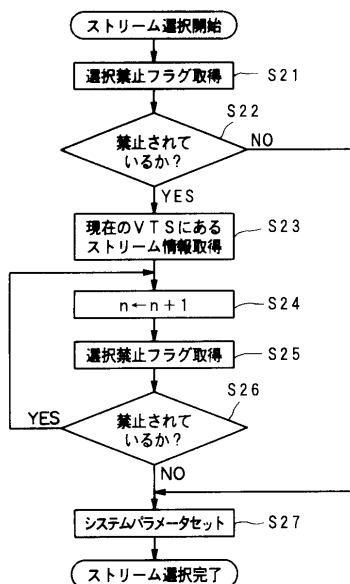 ストリーム選択開始
選択禁止フラグ取得
S21
S22
禁止されて
いるか?
NO
YES
現在のVTSにある
ストリーム情報取得
S23
n←n+1
S24
選択禁止フラグ取得
S25
S26
禁止されて
いるか?
YES
NO
システムパラメータセット
S27
ストリーム選択完了